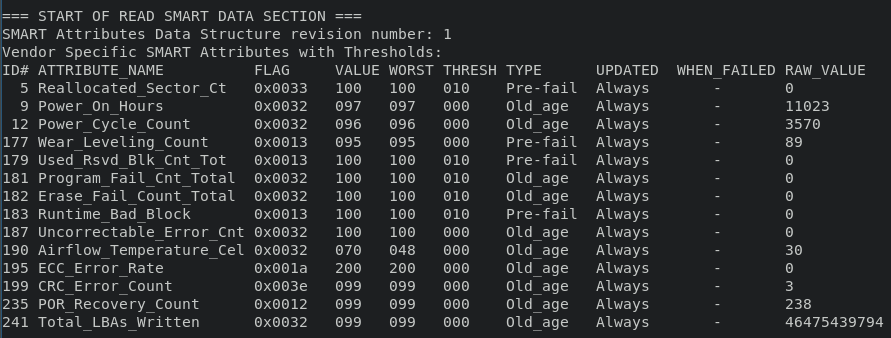 === START OF READ SMART DATA SECTION ===
SMART Attributes Data Structure revision number: 1
Vendor Specific SMART Attributes with Thresholds:
ID# ATTRIBUTE_NAME          FLAG     VALUE WORST THRESH TYPE      UPDATED  WHEN_FAILED RAW_VALUE
  5 Reallocated_Sector_Ct   0x0033   100   100   010    Pre-fail  Always       -       0
  9 Power_On_Hours          0x0032   097   097   000    Old_age   Always       -       11023
 12 Power_Cycle_Count       0x0032   096   096   000    Old_age   Always       -       3570
177 Wear_Leveling_Count     0x0013   095   095   000    Pre-fail  Always       -       89
179 Used_Rsvd_Blk_Cnt_Tot   0x0013   100   100   010    Pre-fail  Always       -       0
181 Program_Fail_Cnt_Total  0x0032   100   100   010    Old_age   Always       -       0
182 Erase_Fail_Count_Total  0x0032   100   100   010    Old_age   Always       -       0
183 Runtime_Bad_Block       0x0013   100   100   010    Pre-fail  Always       -       0
187 Uncorrectable_Error_Cnt 0x0032   100   100   000    Old_age   Always       -       0
190 Airflow_Temperature_Cel 0x0032   070   048   000    Old_age   Always       -       30
195 ECC_Error_Rate          0x001a   200   200   000    Old_age   Always       -       0
199 CRC_Error_Count         0x003e   099   099   000    Old_age   Always       -       3
235 POR_Recovery_Count      0x0012   099   099   000    Old_age   Always       -       238
241 Total_LBAs_Written      0x0032   099   099   000    Old_age   Always       -       46475439794